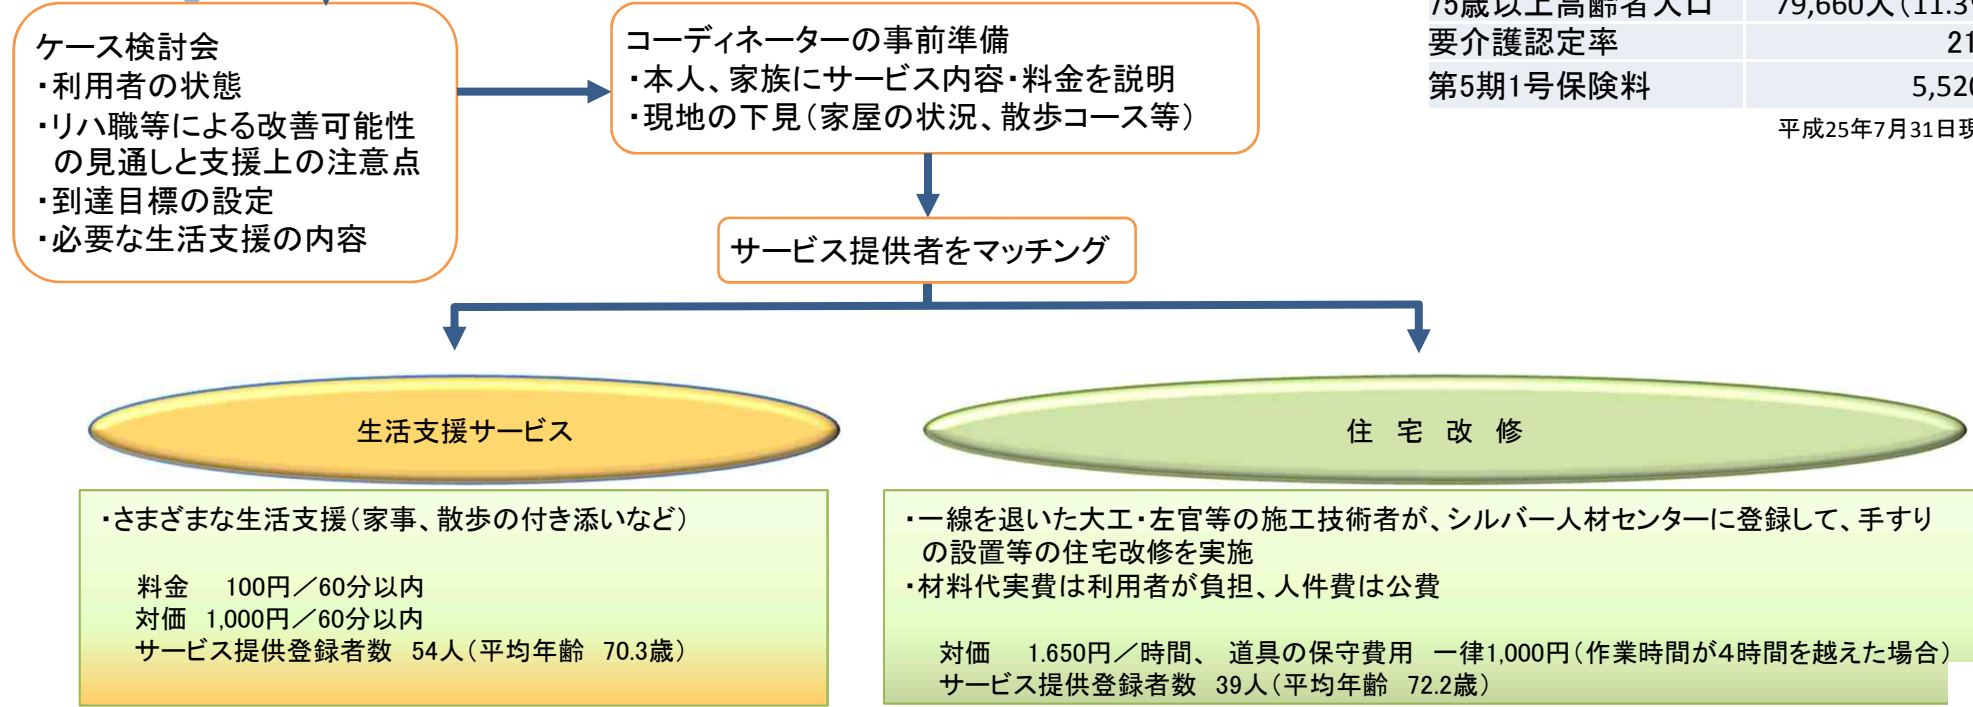 ケース検討会
・利用者の状態
・リハ職等による改善可能性
の見通しと支援上の注意点
・到達目標の設定
・必要な生活支援の内容
コーディネーターの事前準備
・本人、家族にサービス内容・料金を説明
・現地の下見（家屋の状況、散歩コース等）
75歳以上高齢者人口 79,660人（11.3
要介護認定率 21
第5期1号保険料 5,520
平成25年7月31日現
サービス提供者をマッチング
生活支援サービス
住 宅 改 修
・さまざまな生活支援（家事、散歩の付き添いなど）
料金 100円／60分以内
対価 1,000円／60分以内
サービス提供登録者数 54人（平均年齢 70.3歳）
・一線を退いた大工・左官等の施工技術者が、シルバー人材センターに登録して、手すり
の設置等の住宅改修を実施
・材料代実費は利用者が負担、人件費は公費
対価 1.650円／時間、 道具の保守費用 一律1,000円（作業時間が４時間を越えた場合）
サービス提供登録者数 39人（平均年齢 72.2歳）